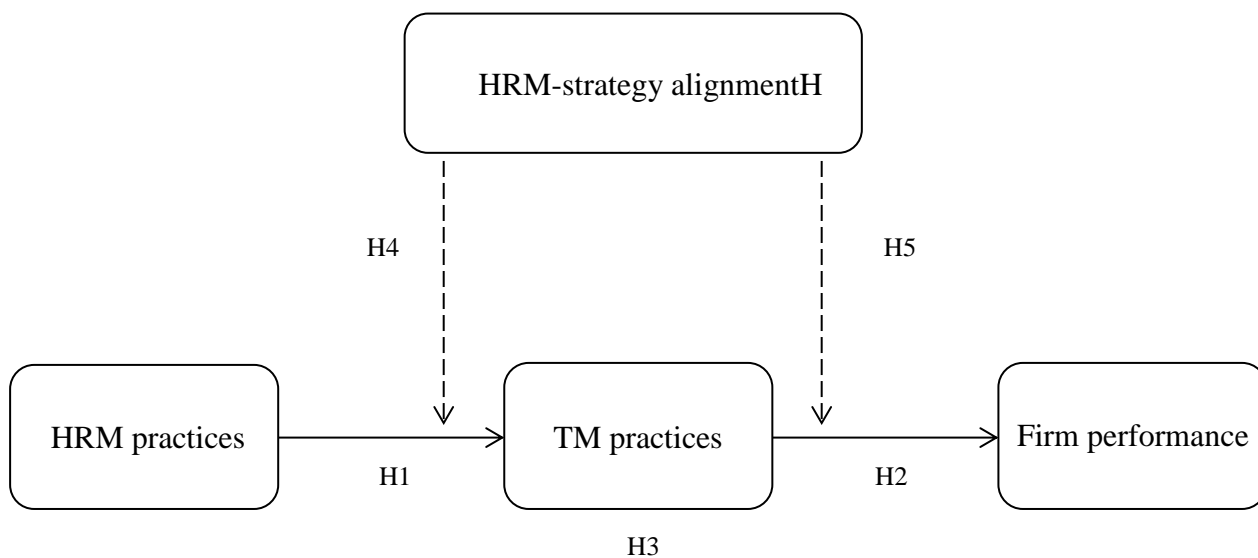 HRM-strategy alignmentH
H4
H5
HRM practices
TM practices
Firm performance
H1
H2
H3